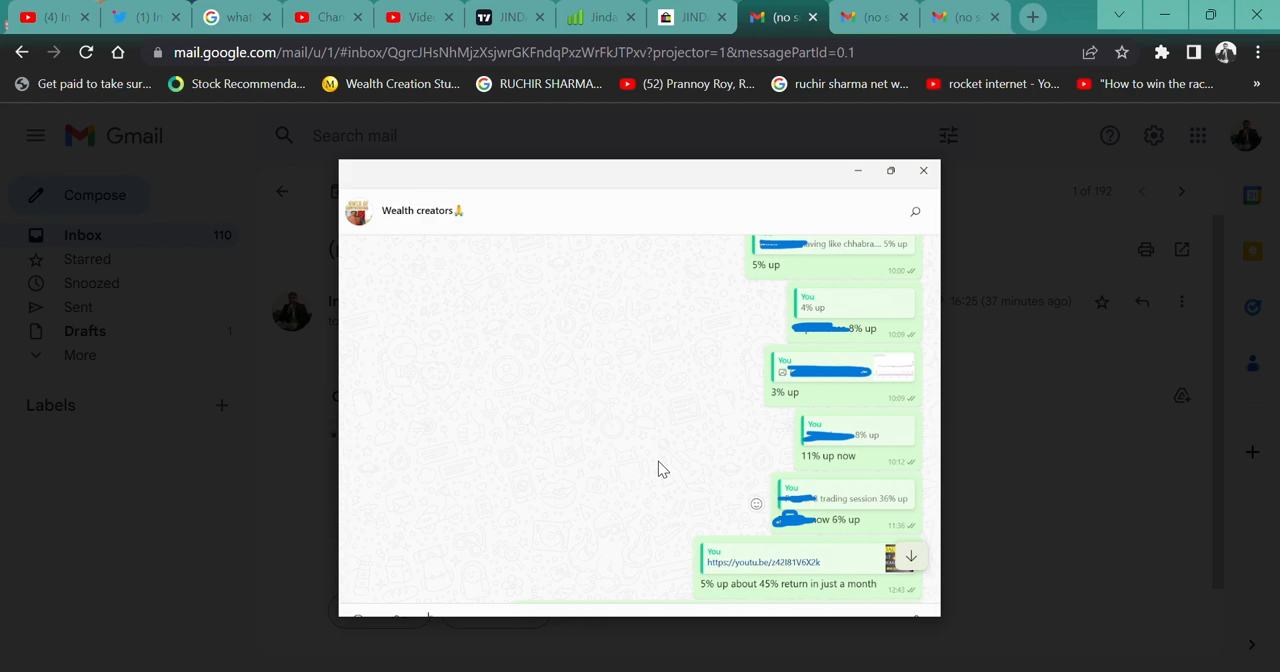 (4) In
(1) In
what
Chan
Vide
JIND
Jinda
JIND
(no s
(no s
(no s
mail.google.com/mail/u/1/#inbox/QgrcJHsNhMjzXsjwrGKFndqPxzWrFkJTPxv?projector=1&messagePartId=0.1
Get paid to take sur...
Stock Recommenda...
Wealth Creation Stu...
RUCHIR SHARMA...
(52) Prannoy Roy, R...
ruchir sharma net w...
rocket internet - Yo...
"How to win the rac...
»
Gmail
Search mail
Compose
1 of 192
Inbox 110
Starred
Snoozed
Sent
Drafts 1
More
Labels
16:25 (37 minutes ago)
Wealth creators🙏
aving like chhabra... 5% up
5% up
10:00
You
4% up
8% up
10:09
You
3% up
10:09
You
8% up
11% up now
10:12
You
trading session 36% up
ow 6% up
11:36
You
https://youtu.be/z42I81V6X2k
5% up about 45% return in just a month
12:43